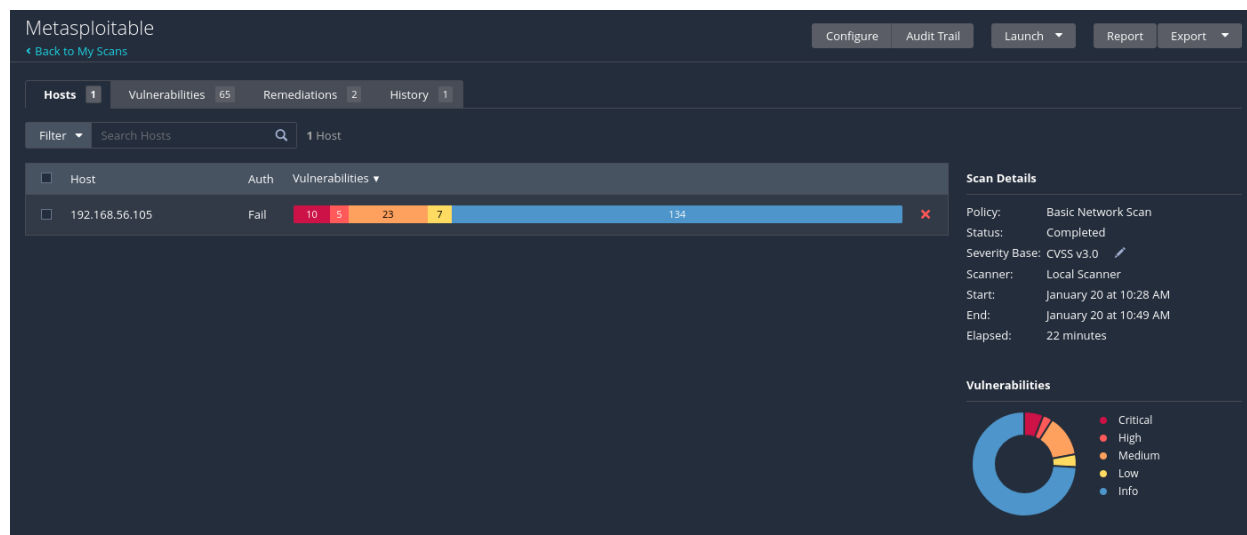 Metasploitable
‹ Back to My Scans
Configure Audit Trail Launch ▼ Report Export ▼
Hosts 1 Vulnerabilities 65 Remediations 2 History 1
Filter ▼ Search Hosts 1 Host
Host Auth Vulnerabilities ▼
192.168.56.105 Fail 10 5 23 7 134
Scan Details
Policy: Basic Network Scan
Status: Completed
Severity Base: CVSS v3.0
Scanner: Local Scanner
Start: January 20 at 10:28 AM
End: January 20 at 10:49 AM
Elapsed: 22 minutes
Vulnerabilities
Critical
High
Medium
Low
Info